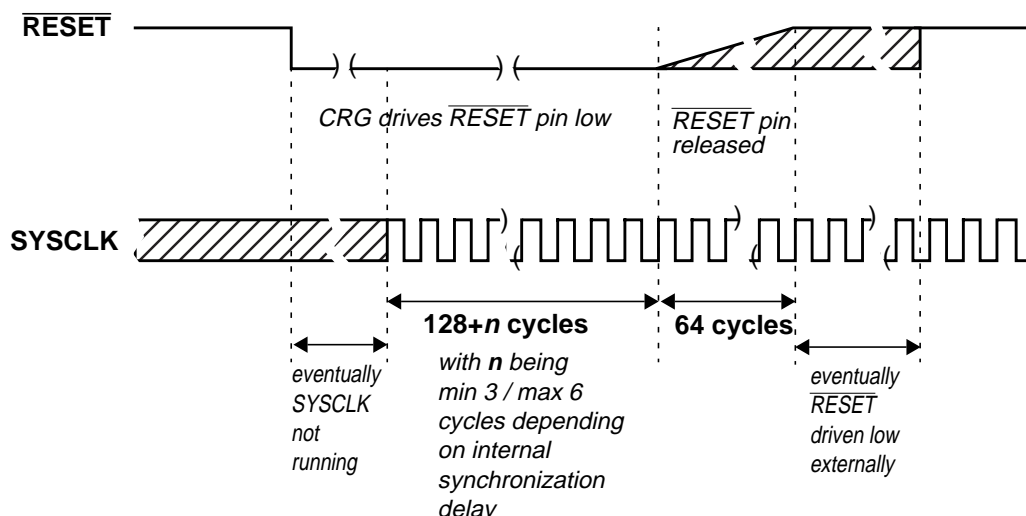 RESET
CRG drives RESET pin low
RESET pin
released
SYSCLK
128+n cycles
with n being
min 3 / max 6
cycles depending
on internal
synchronization
delay
64 cycles
eventually
SYSCLK
not
running
eventually
RESET
driven low
externally